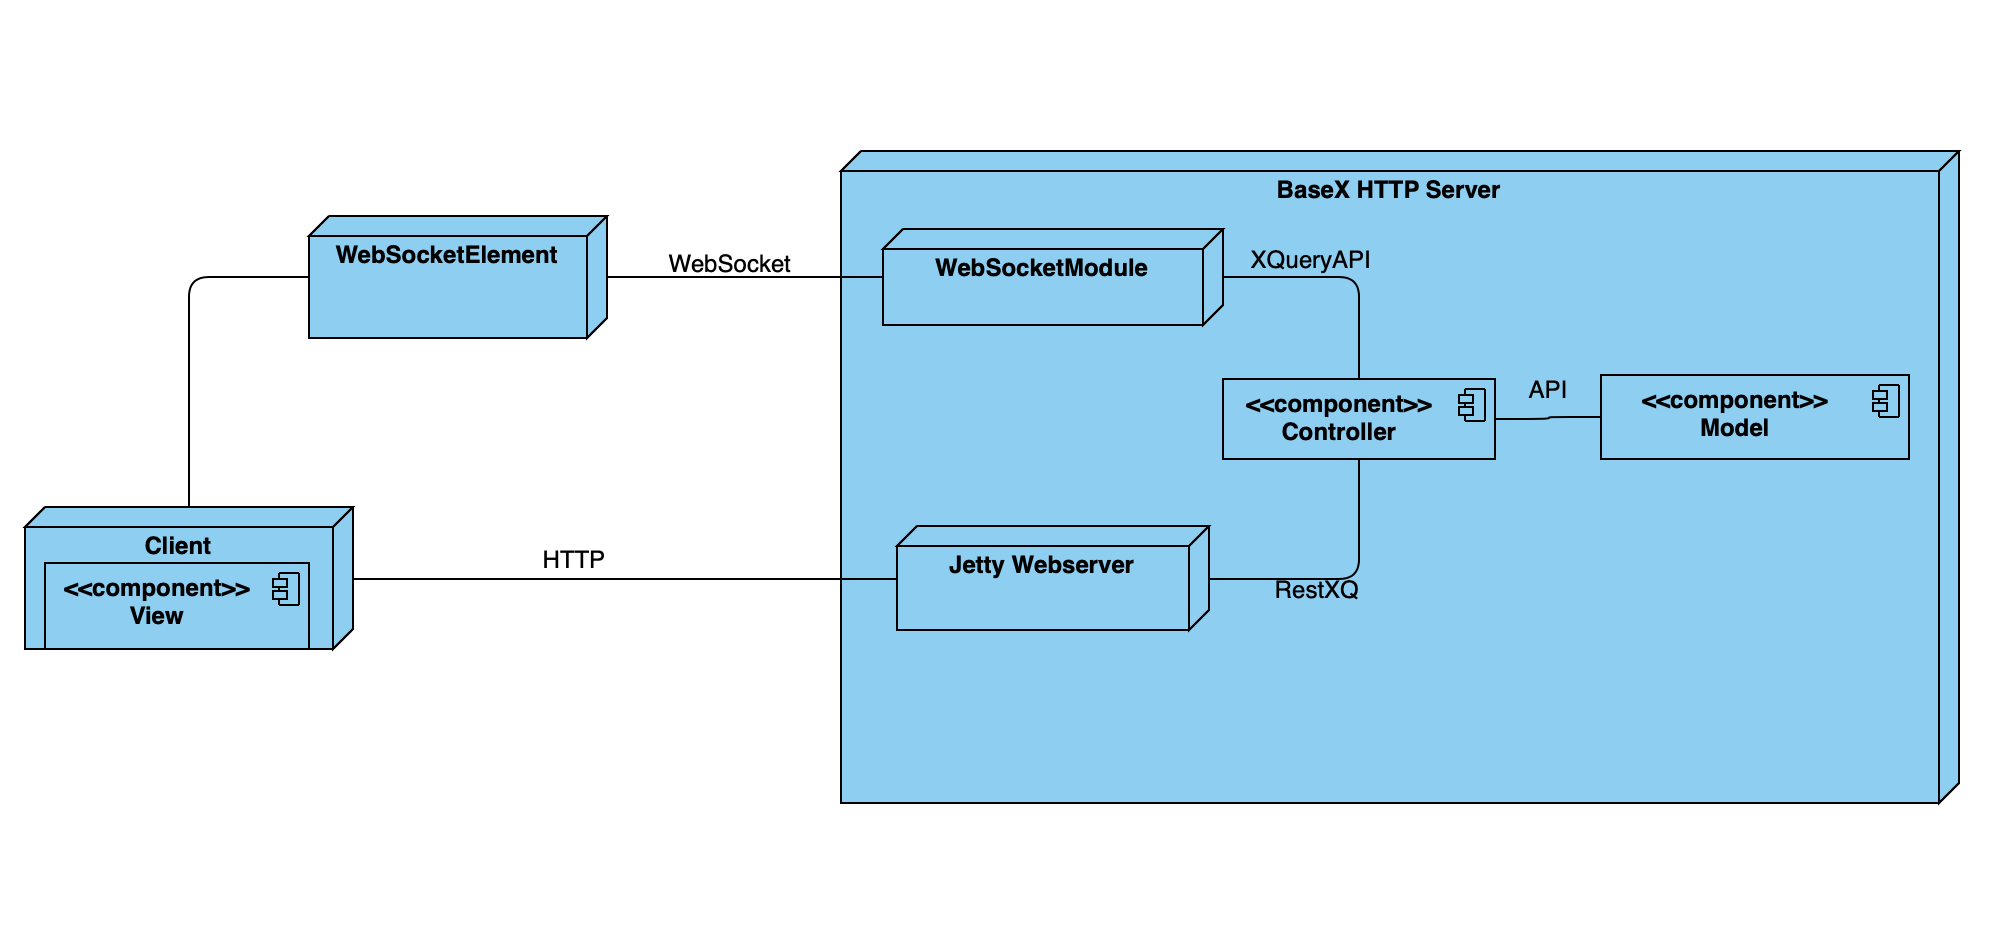 BaseX HTTP Server
WebSocketElement
WebSocket
WebSocketModule
XQueryAPI
<<component>>
Controller
API
<<component>>
Model
Client
<<component>>
View
HTTP
Jetty Webserver
RestXQ